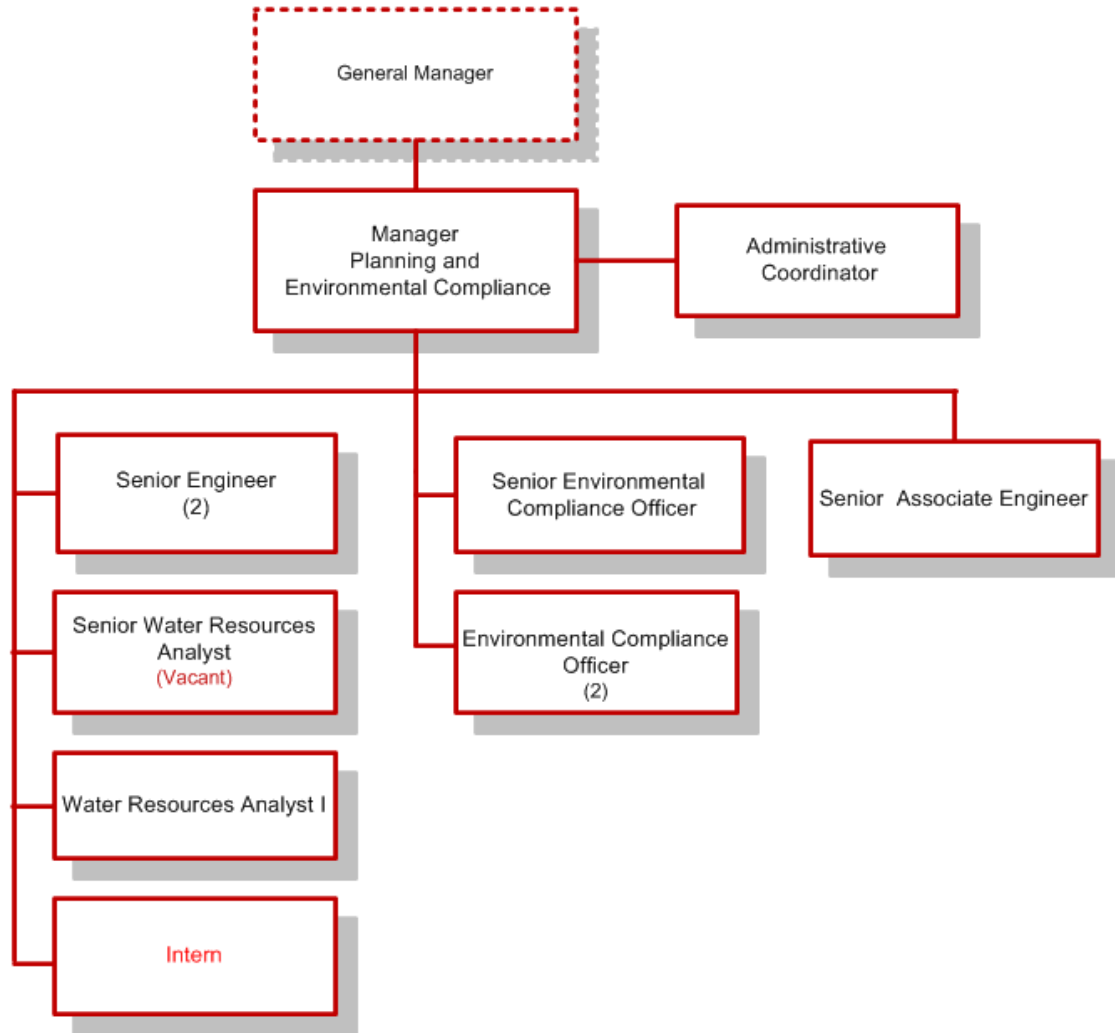 General Manager
Manager
Planning and
Environmental Compliance
Administrative
Coordinator
Senior Engineer
(2)
Senior Water Resources
Analyst
(Vacant)
Water Resources Analyst I
Intern
Senior Environmental
Compliance Officer
Environmental Compliance
Officer
(2)
Senior  Associate Engineer